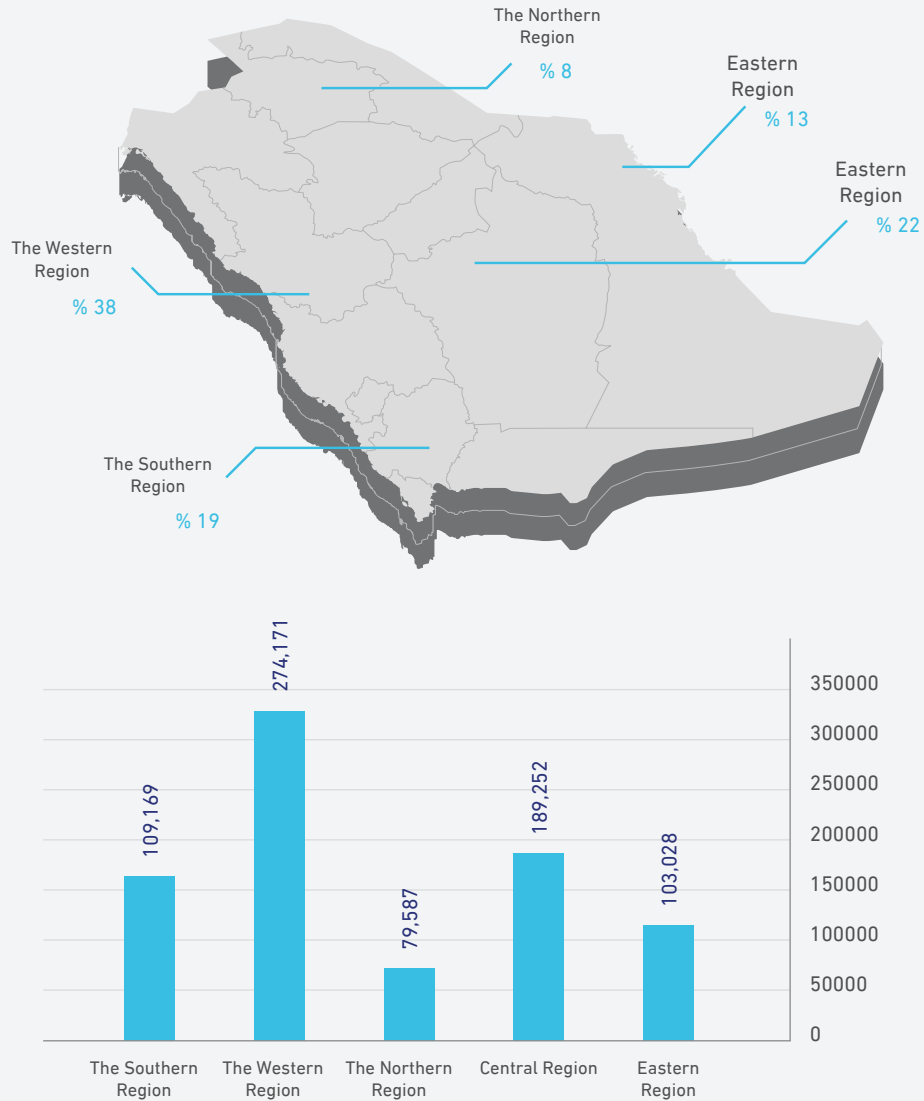 The Northern
Region
% 8
Eastern
Region
% 13
Eastern
Region
% 22
The Western
Region
% 38
The Southern
Region
% 19
109,169
274,171
79,587
189,252
103,028
350000
300000
250000
200000
150000
100000
50000
0
The Southern
Region
The Western
Region
The Northern
Region
Central Region
Eastern
Region